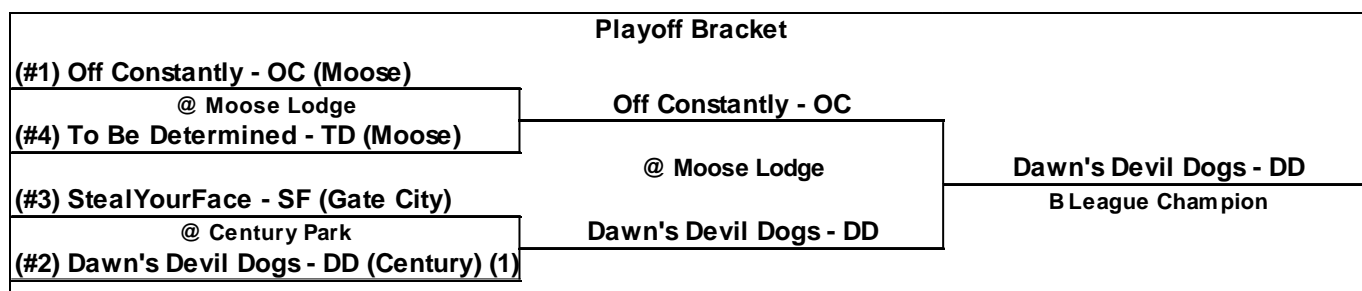 Playoff Bracket
(#1) Off Constantly - OC (Moose)
@ Moose Lodge
Off Constantly - OC
(#4) To Be Determined - TD (Moose)
@ Moose Lodge
Dawn's Devil Dogs - DD
(#3) StealYourFace - SF (Gate City)
B League Champion
@ Century Park
Dawn's Devil Dogs - DD
(#2) Dawn's Devil Dogs - DD (Century) (1)